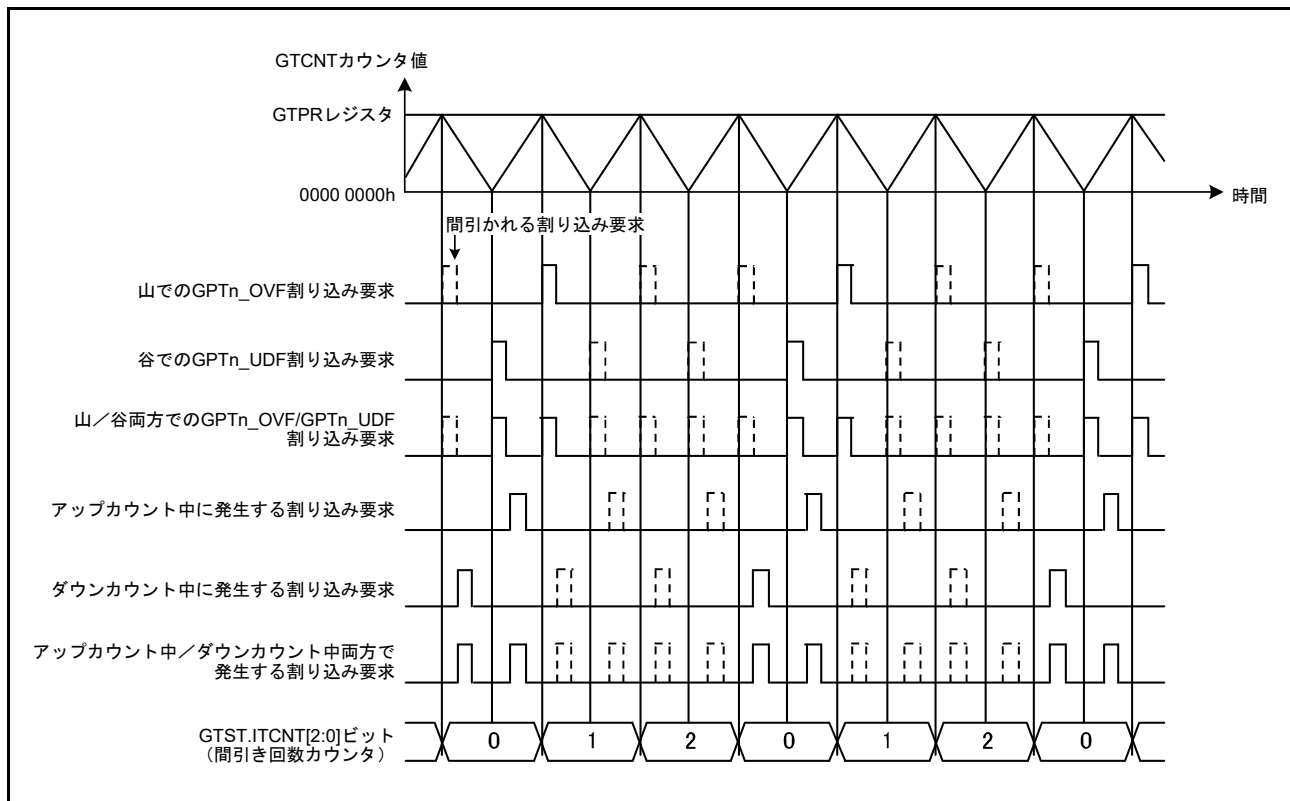 GTCNTカウンタ値
GTPRレジスタ
0000 0000h
時間
間引かれる割り込み要求
山でのGPTn_OVF割り込み要求
谷でのGPTn_UDF割り込み要求
山／谷両方でのGPTn_OVF/GPTn_UDF
割り込み要求
アップカウント中に発生する割り込み要求
ダウンカウント中に発生する割り込み要求
アップカウント中／ダウンカウント中両方で
発生する割り込み要求
GTST.ITCNT[2:0]ビット
（間引き回数カウンタ）
0 1 2 0 1 2 0